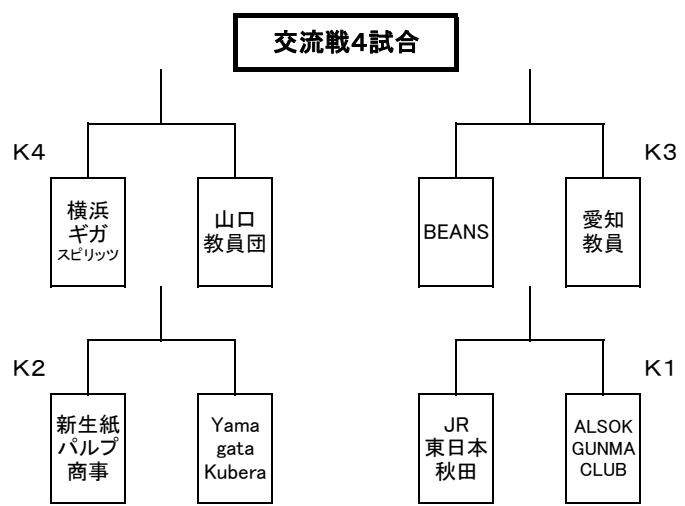 交流戦4試合
K4
横浜
ギガ
スピリッツ
山口
教員団
BEANS
愛知
教員
K3
K2
新生紙
パルプ
商事
Yama
gata
Kubera
JR
東日本
秋田
ALSOK
GUNMA
CLUB
K1